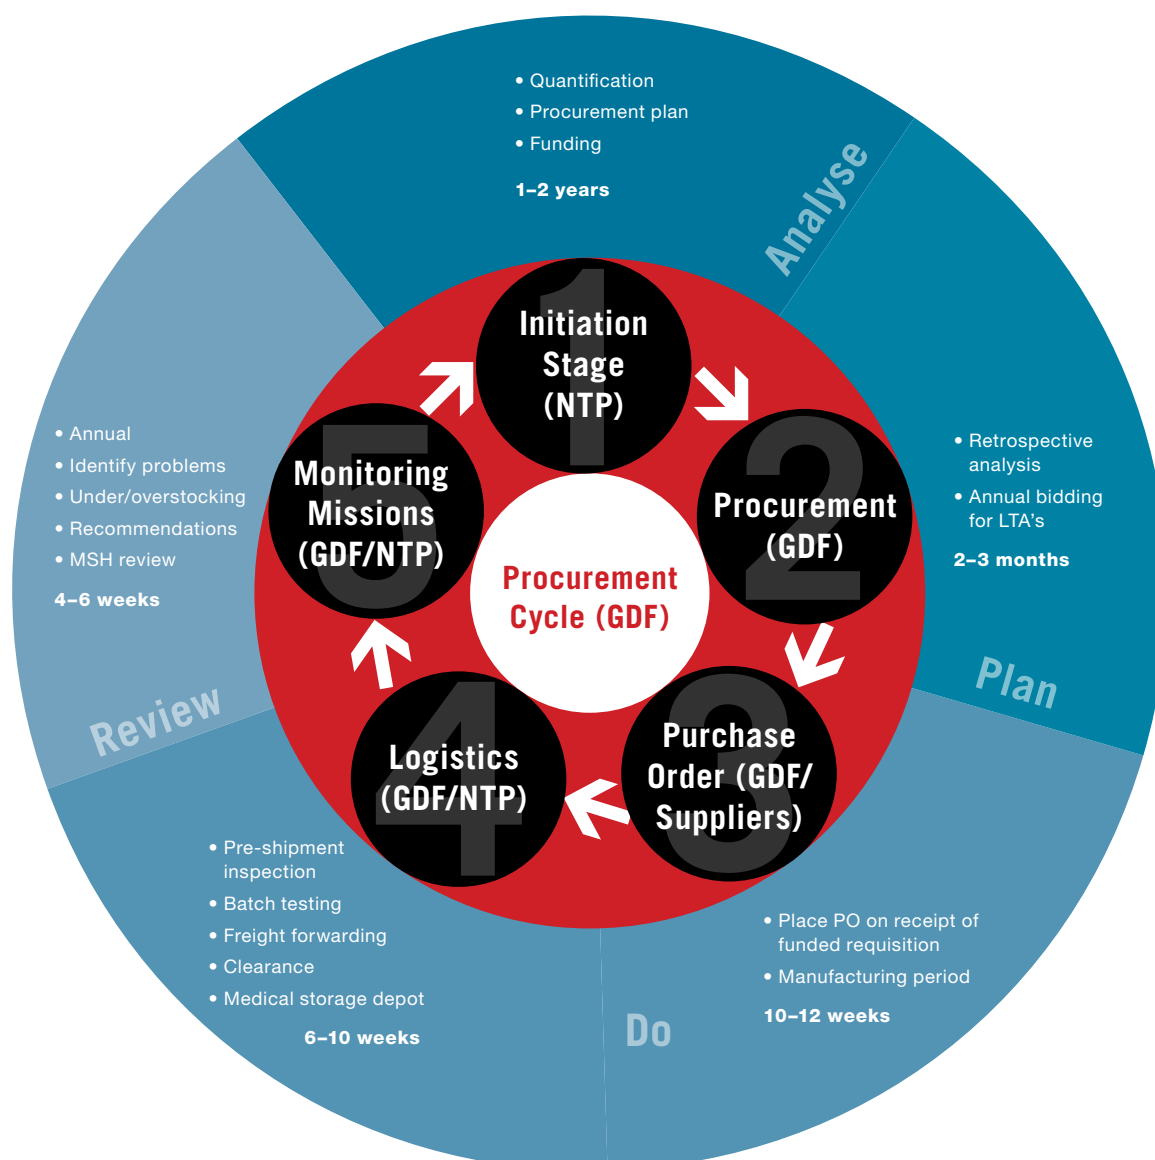 • Quantification
• Procurement plan
• Funding
1–2 years
Analyse
1
Initiation
Stage
(NTP)
2
Procurement
(GDF)
• Retrospective
analysis
• Annual bidding
for LTA's
2–3 months
Plan
3
Purchase
Order (GDF/
Suppliers)
• Place PO on receipt of
funded requisition
• Manufacturing period
10–12 weeks
Do
4
Logistics
(GDF/NTP)
• Pre-shipment
inspection
• Batch testing
• Freight forwarding
• Clearance
• Medical storage depot
6–10 weeks
5
Monitoring
Missions
(GDF/NTP)
• Annual
• Identify problems
• Under/overstocking
• Recommendations
• MSH review
4–6 weeks
Review
Procurement
Cycle (GDF)